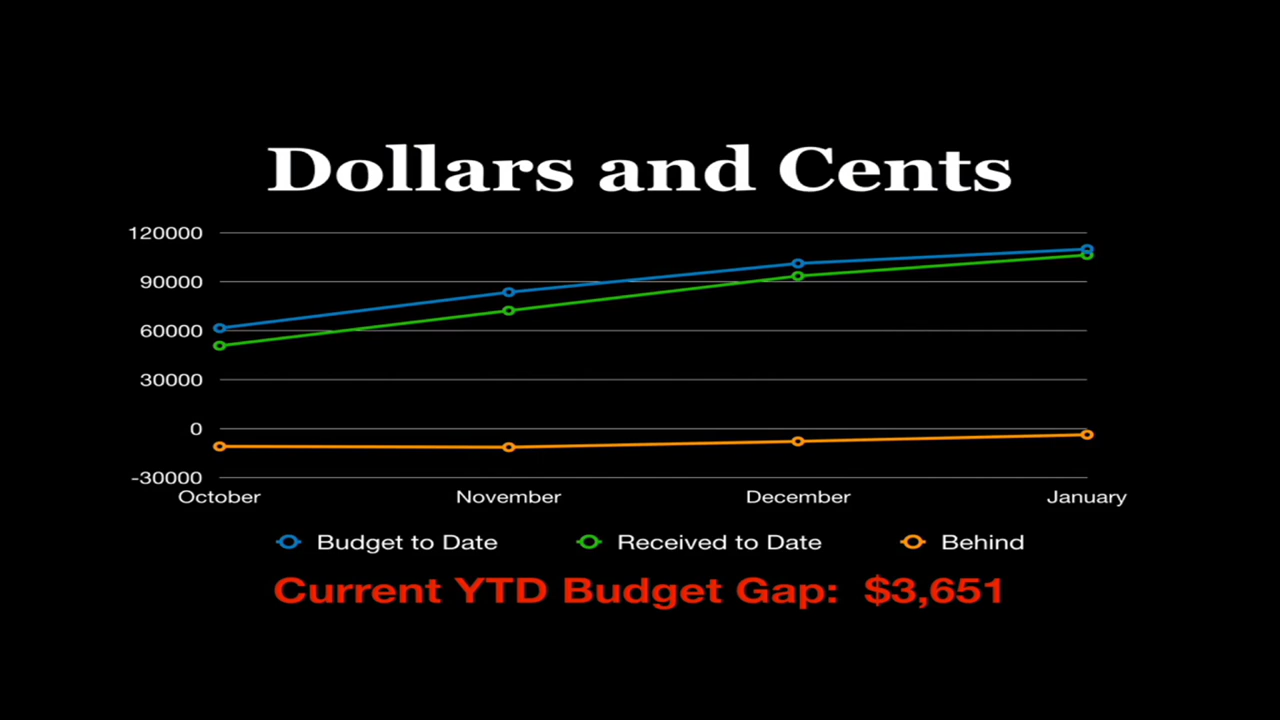 Dollars and Cents
120000
90000
60000
30000
0
-30000
October November December January
Budget to Date Received to Date Behind
Current YTD Budget Gap: $3,651